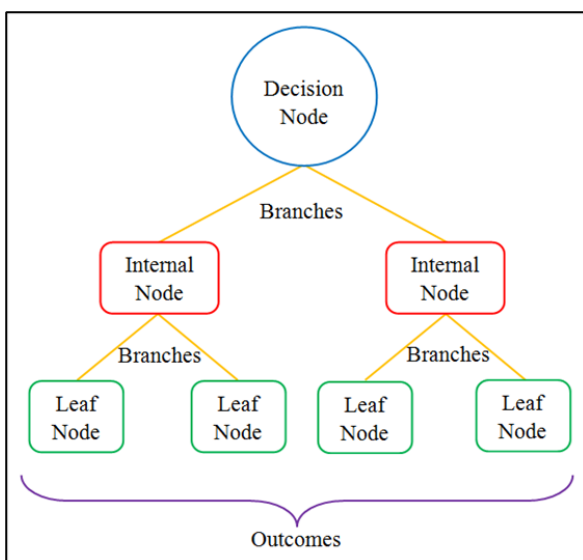 Decision
Node
Branches
Internal
Node
Internal
Node
Branches
Branches
Leaf
Node
Leaf
Node
Leaf
Node
Leaf
Node
Outcomes